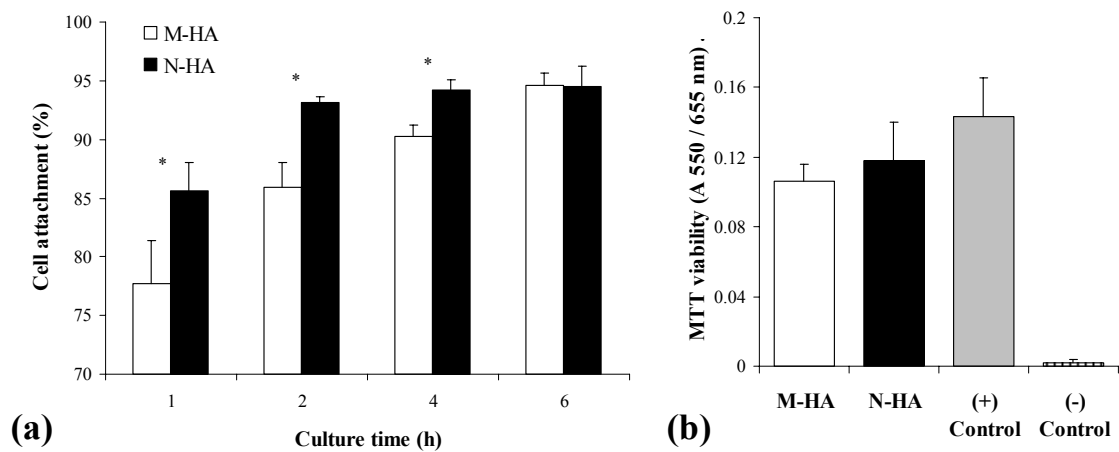 100
95
90
85
80
75
70
Cell attachment (%)
M-HA
N-HA
*
*
*
1
2
4
6
Culture time (h)
(a)
0.2
0.16
0.12
0.08
0.04
0
MTT viability (A 550 / 655 nm) .
M-HA
N-HA
(+)
Control
(-)
Control
(b)